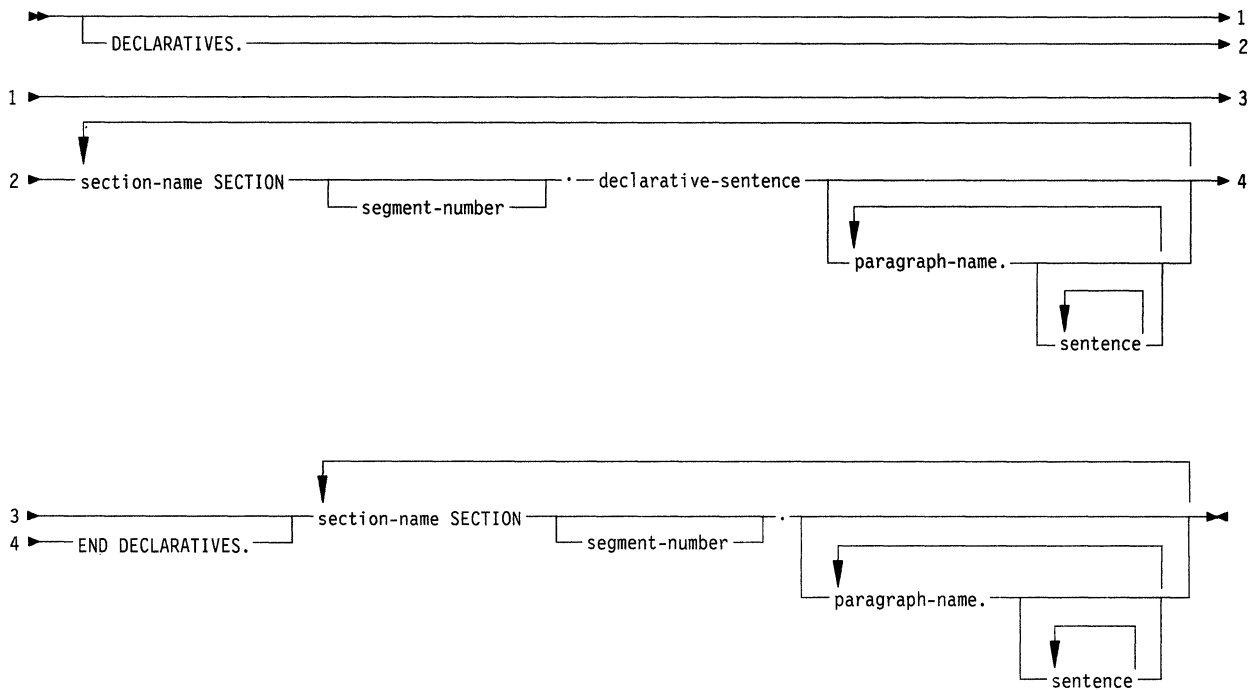 1
DECLARATIVES. 2
1 3
2 section-name SECTION . declarative-sentence 4
segment-number
paragraph-name.
sentence
3 section-name SECTION .
4 END DECLARATIVES. segment-number
paragraph-name.
sentence